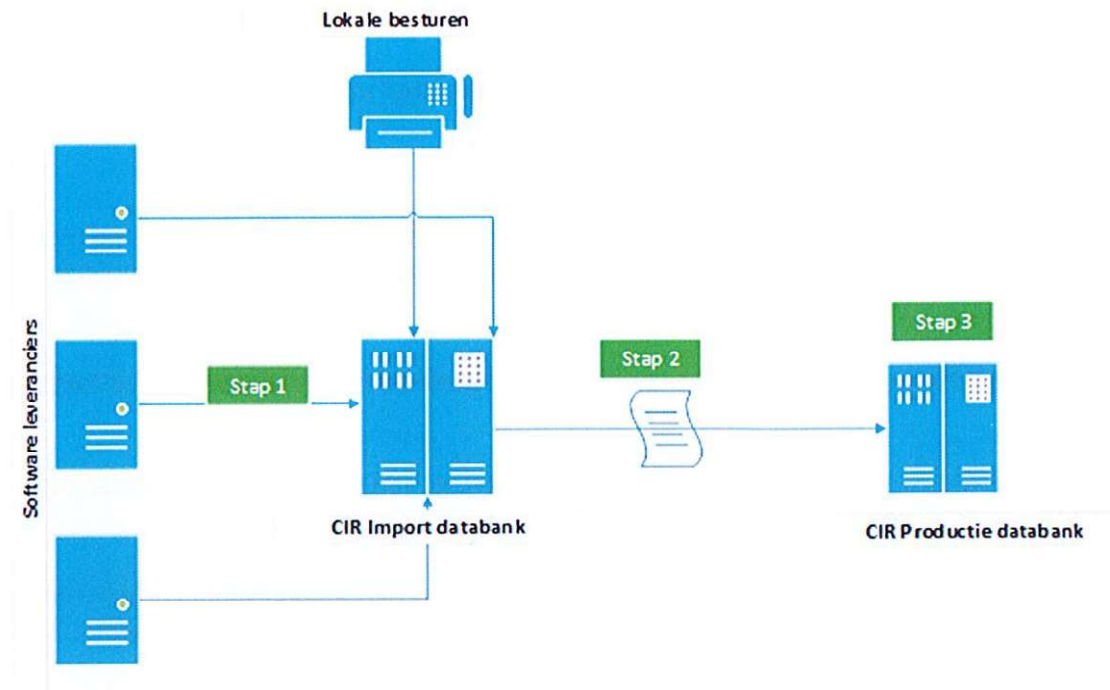 Lokale besturen
Software leveranciers
Stap 1
Stap 2
Stap 3
CIR Import databank
CIR Productie databank